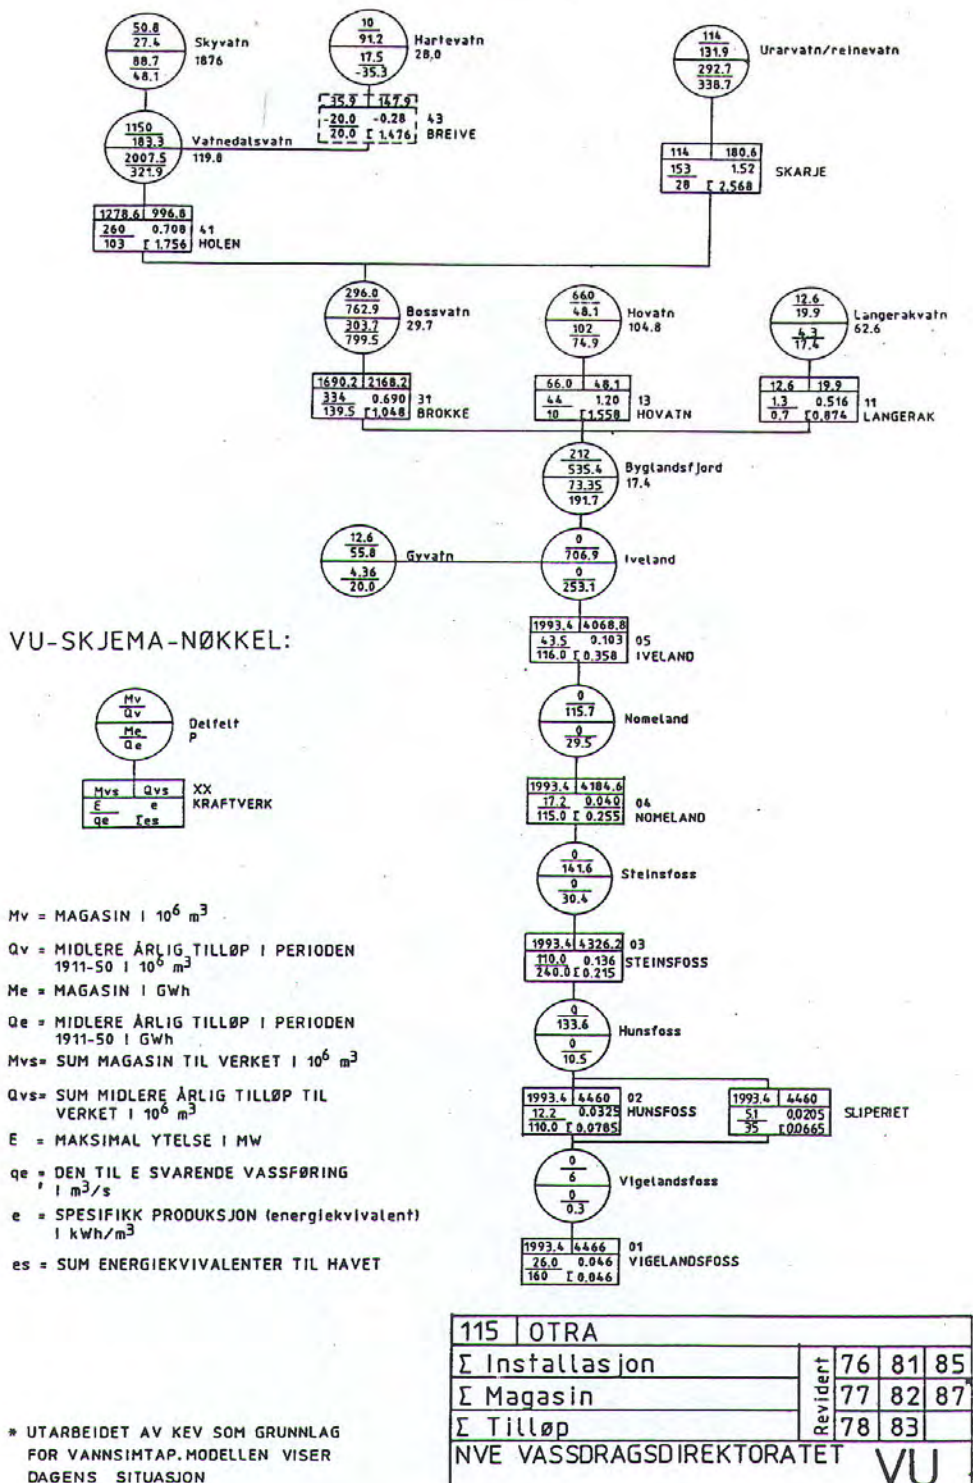 50.8
27.4
88.7
48.1
Skyvatn
1876
10
91.2
17.5
-35.3
Hartevatn
28,0
114
131.9
292.7
338.7
Urarvatn/reinevatn
35.9 147.9
-20.0 -0.28
20.0 Σ 1.476
43
BREIVE
1150
183.3
2007.5
321.9
Vatnedalsvatn
119.8
114 180.6
153 1.52
28 Σ 2.568
SKARJE
1278.6 996.8
260 0.708
103 Σ 1.756
41
HOLEN
296.0
762.9
303.7
799.5
Bossvatn
29.7
66.0
48.1
102
74.9
Hovatn
104.8
12.6
19.9
4.3
17.4
Langerakvatn
62.6
1690.2 2168.2
334 0.690
139.5 Σ 1,048
31
BROKKE
66.0 48.1
44 1.20
10 Σ 1.558
13
HOVATN
12.6 19.9
1.3 0.516
0.7 Σ 0,874
11
LANGERAK
212
535.4
73.35
191.7
Byglandsfjord
17.4
12.6
55.8
4.36
20.0
Gyvatn
0
706.9
0
253.1
Iveland
1993.4 4068.8
43.5 0.103
116.0 Σ 0.358
05
IVELAND
VU-SKJEMA-NØKKEL:
Mv
Qv
Me
Qe
Delfelt
P
Mvs Qvs
E e
qe Σes
XX
KRAFTVERK
0
115.7
0
29.5
Nomeland
1993.4 4184.6
17.2 0.040
115.0 Σ 0.255
04
NOMELAND
0
141.6
0
30.4
Steinsfoss
1993.4 4326.2
110.0 0.136
240.0 Σ 0.215
03
STEINSFOSS
0
133.6
0
10.5
Hunsfoss
1993.4 4460
12.2 0.0325
110.0 Σ 0.0785
02
HUNSFOSS
1993.4 4460
5.1 0.0205
35 Σ 0.0665
SLIPERIET
0
6
0
0.3
Vigelandsfoss
1993.4 4466
26.0 0.046
160 Σ 0.046
01
VIGELANDSFOSS
Mv = MAGASIN I 10⁶ m³
Qv = MIDLERE ÅRLIG TILLØP I PERIODEN
1911-50 I 10⁶ m³
Me = MAGASIN I GWh
Qe = MIDLERE ÅRLIG TILLØP I PERIODEN
1911-50 I GWh
Mvs= SUM MAGASIN TIL VERKET I 10⁶ m³
Qvs= SUM MIDLERE ÅRLIG TILLØP TIL
VERKET I 10⁶ m³
E = MAKSIMAL YTELSE I MW
qe = DEN TIL E SVARENDE VASSFØRING
I m³/s
e = SPESIFIKK PRODUKSJON (energiekvivalent)
I kWh/m³
es = SUM ENERGIEKVIVALENTER TIL HAVET
* UTARBEIDET AV KEV SOM GRUNNLAG
FOR VANNSIMTAP. MODELLEN VISER
DAGENS SITUASJON
115 OTRA
Σ Installasjon
Σ Magasin
Σ Tilløp
Revidert
76 81 85
77 82 87
78 83
NVE VASSDRAGSDIREKTORATET VU